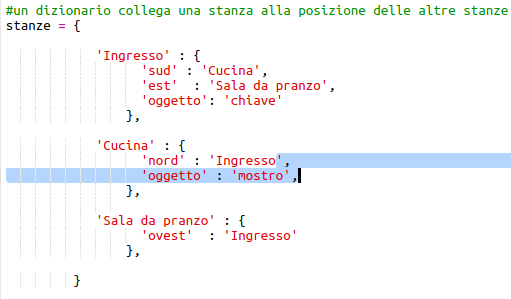 #un dizionario collega una stanza alla posizione delle altre stanze
stanze = {
'Ingresso' : {
'sud' : 'Cucina',
'est'  : 'Sala da pranzo',
'oggetto': 'chiave'
},
'Cucina' : {
'nord' : 'Ingresso',
'oggetto' : 'mostro',
},
'Sala da pranzo' : {
'ovest'  : 'Ingresso'
},
}